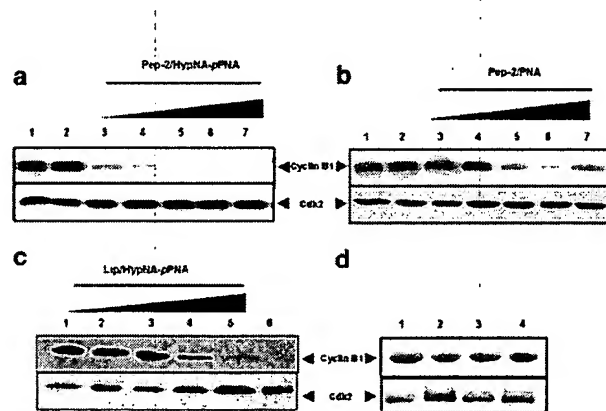 a
Pep-2/HypNA-pPNA
1 2 3 4 5 6 7
b
Pep-2/PNA
1 2 3 4 5 6 7
Cyclin B1
Cdk2
c
Lip/HypNA-pPNA
1 2 3 4 5 6
d
1 2 3 4
Cyclin B1
Cdk2